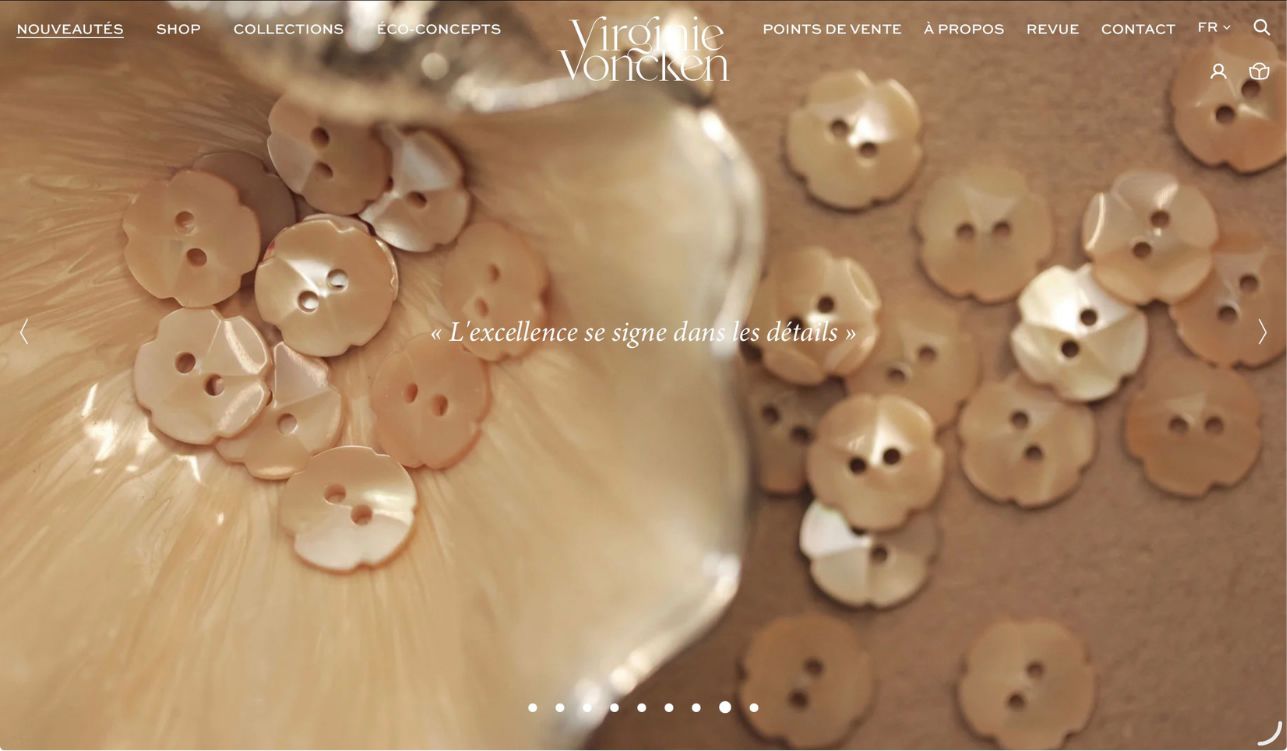 NOUVEAUTÉS SHOP COLLECTIONS ÉCO-CONCEPTS
Virginie
Voncken
POINTS DE VENTE À PROPOS REVUE CONTACT FR
« L'excellence se signe dans les détails »